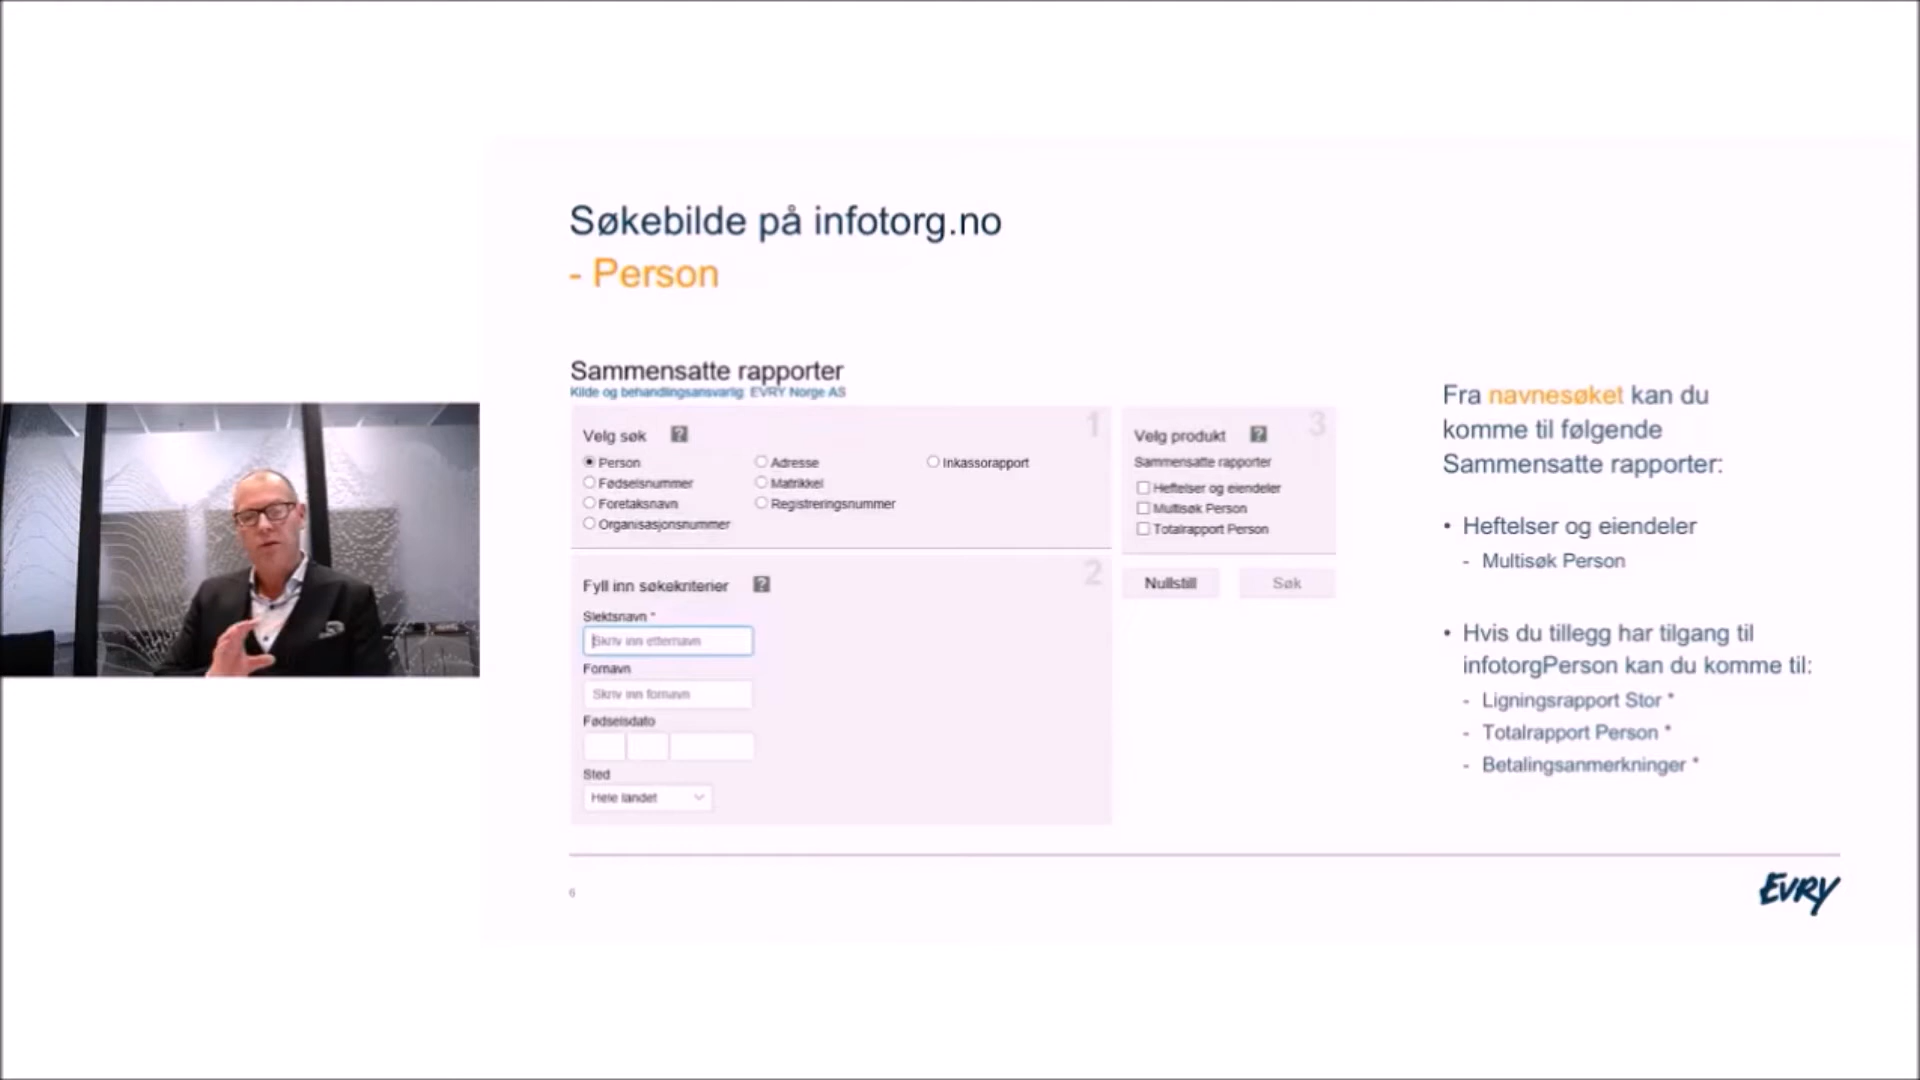 Søkebilde på infotorg.no
- Person
Sammensatte rapporter
Kilde og behandlingsansvarlig: EVRY Norge AS
Velg søk ?
1
Person
Adresse
Inkassorapport
Fødselsnummer
Matrikkel
Foretaksnavn
Registreringsnummer
Organisasjonsnummer
Velg produkt ?
3
Sammensatte rapporter
Heftelser og eiendeler
Multisøk Person
Totalrapport Person
Nullstill
Søk
Fyll inn søkekriterier ?
2
Slektsnavn *
Skriv inn etternavn
Fornavn
Skriv inn fornavn
Fødselsdato
Sted
Hele landet
Fra navnesøket kan du
komme til følgende
Sammensatte rapporter:
• Heftelser og eiendeler
- Multisøk Person
• Hvis du tillegg har tilgang til
infotorgPerson kan du komme til:
- Ligningsrapport Stor *
- Totalrapport Person *
- Betalingsanmerkninger *
6
EVRY